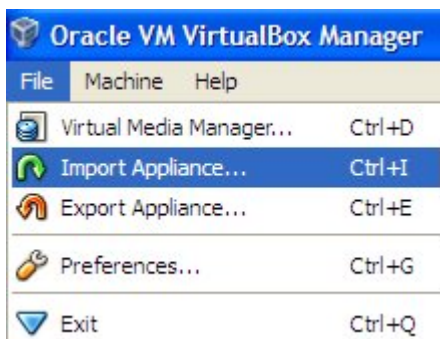 Oracle VM VirtualBox Manager
File Machine Help
Virtual Media Manager... Ctrl+D
Import Appliance... Ctrl+I
Export Appliance... Ctrl+E
Preferences... Ctrl+G
Exit Ctrl+Q